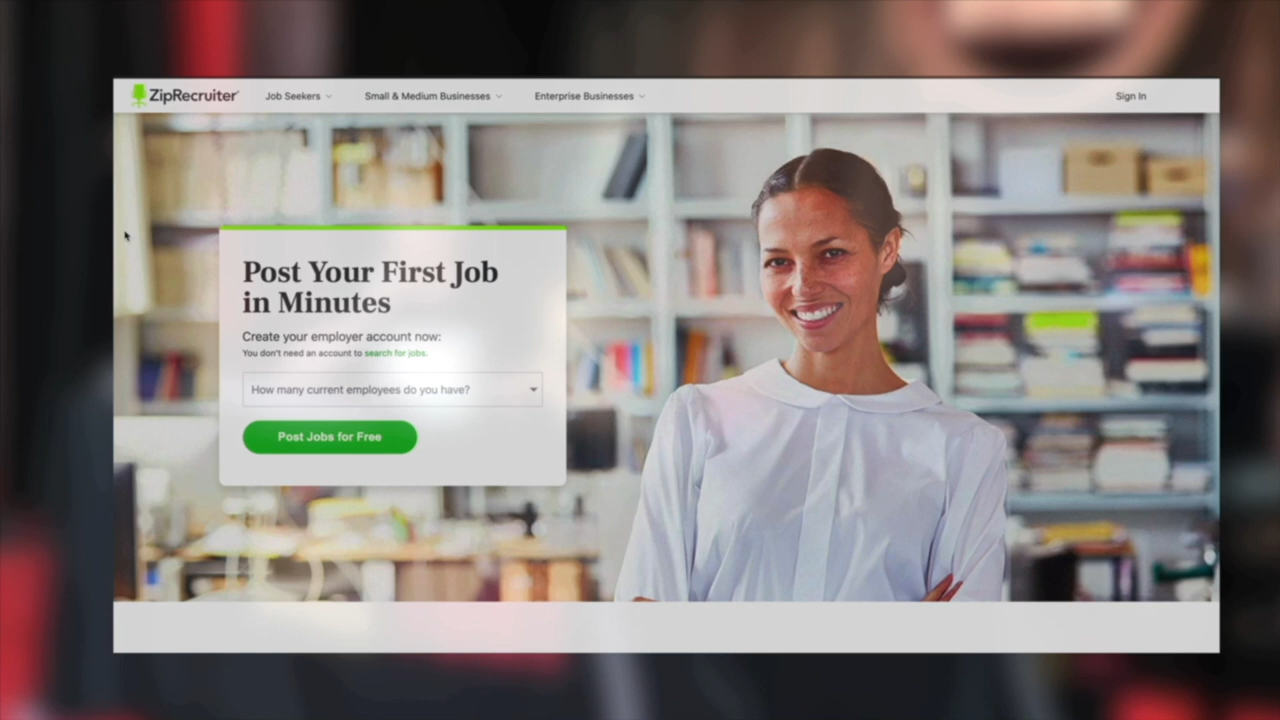 ZipRecruiter
Job Seekers
Small & Medium Businesses
Enterprise Businesses
Sign In
Post Your First Job
in Minutes
Create your employer account now:
You don't need an account to search for jobs.
How many current employees do you have?
Post Jobs for Free